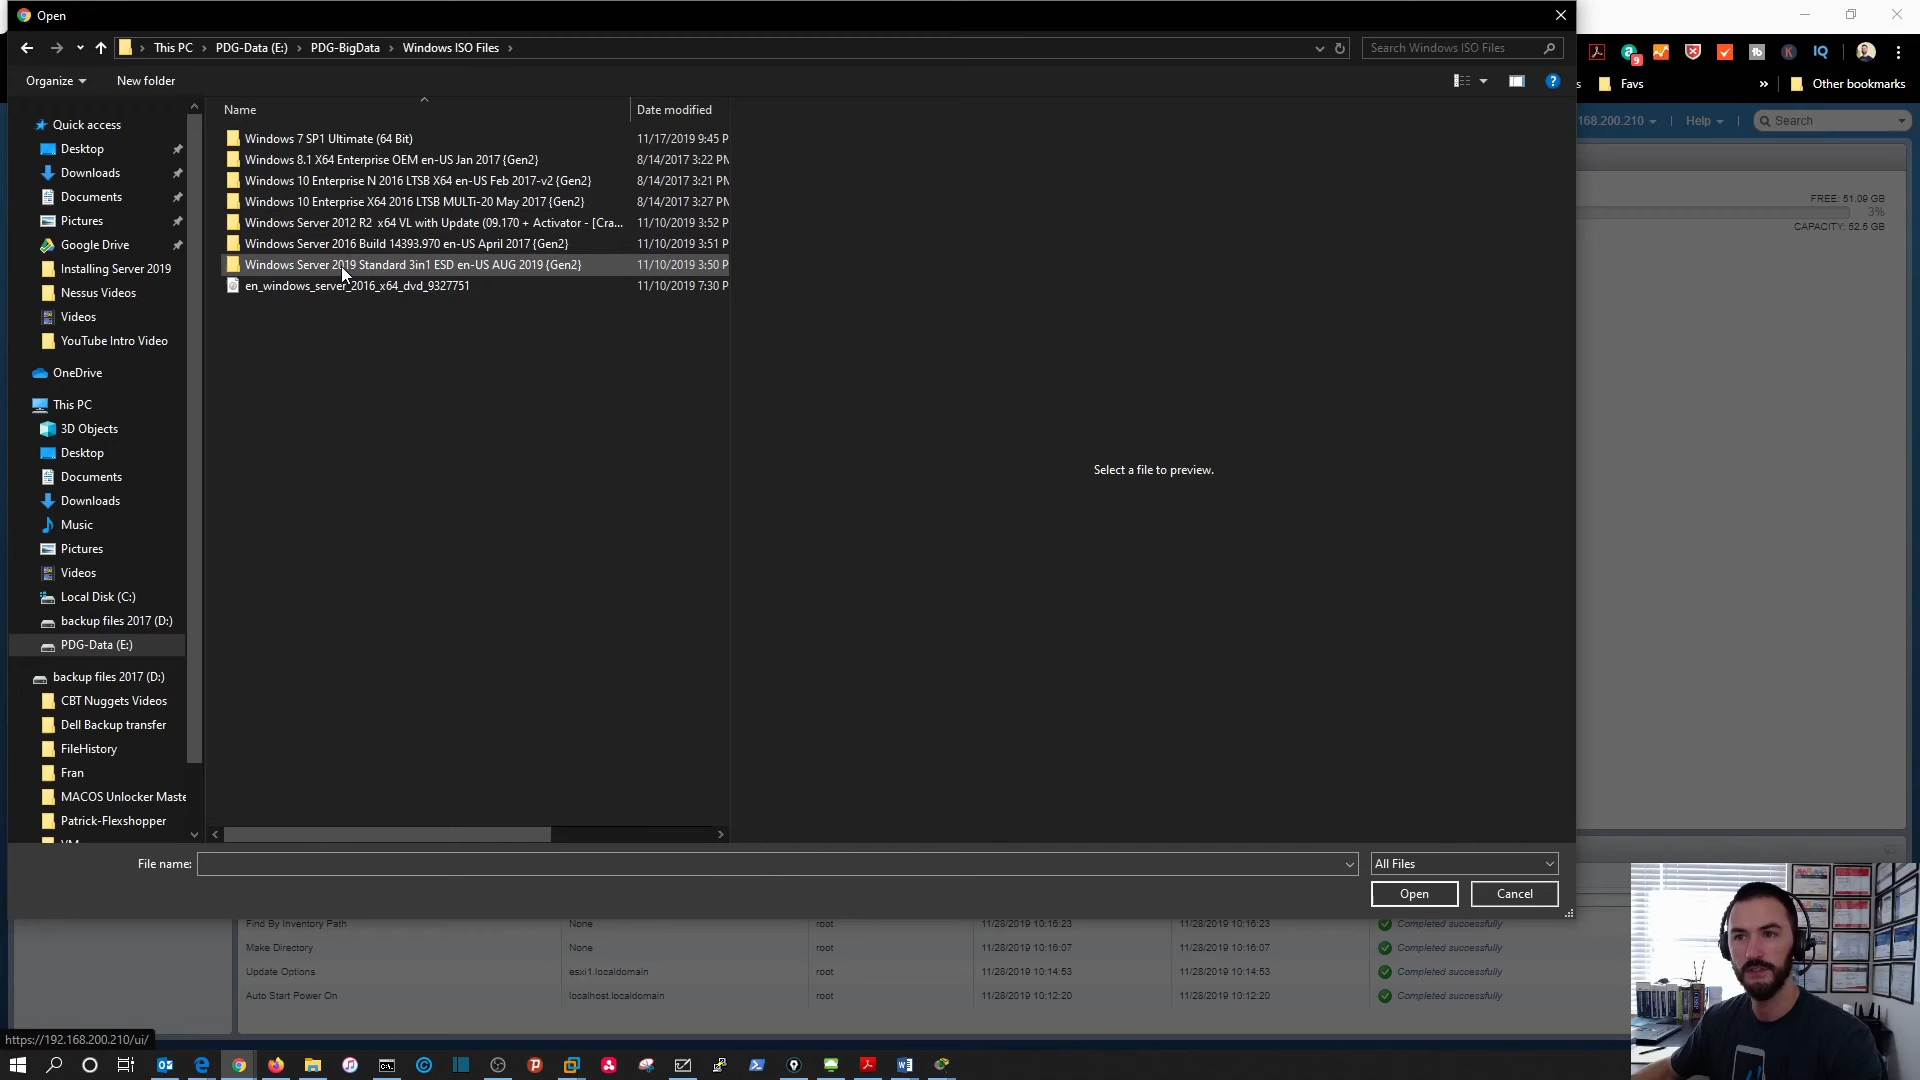 Open
This PC > PDG-Data (E:) > PDG-BigData > Windows ISO Files >
Search Windows ISO Files
Organize
New folder
Name
Date modified
Quick access
Desktop
Downloads
Documents
Pictures
Google Drive
Installing Server 2019
Nessus Videos
Videos
YouTube Intro Video
OneDrive
This PC
3D Objects
Desktop
Documents
Downloads
Music
Pictures
Videos
Local Disk (C:)
backup files 2017 (D:)
PDG-Data (E:)
backup files 2017 (D:)
CBT Nuggets Videos
Dell Backup transfer
FileHistory
Fran
MACOS Unlocker Maste
Patrick-Flexshopper
Windows 7 SP1 Ultimate (64 Bit) 11/17/2019 9:45 P
Windows 8.1 X64 Enterprise OEM en-US Jan 2017 {Gen2} 8/14/2017 3:22 PM
Windows 10 Enterprise N 2016 LTSB X64 en-US Feb 2017-v2 {Gen2} 8/14/2017 3:21 PM
Windows 10 Enterprise X64 2016 LTSB MULTi-20 May 2017 {Gen2} 8/14/2017 3:27 PM
Windows Server 2012 R2 x64 VL with Update (09.170 + Activator - [Cra... 11/10/2019 3:52 P
Windows Server 2016 Build 14393.970 en-US April 2017 {Gen2} 11/10/2019 3:51 P
Windows Server 2019 Standard 3in1 ESD en-US AUG 2019 {Gen2} 11/10/2019 3:50 P
en_windows_server_2016_x64_dvd_9327751 11/10/2019 7:30 P
Select a file to preview.
File name:
All Files
Open
Cancel
9
IQ
s
Favs
»
Other bookmarks
168.200.210
Help
Search
FREE: 51.09 GB
3%
CAPACITY: 52.5 GB
Find By Inventory Path None root 11/28/2019 10:16:23 11/28/2019 10:16:23 Completed successfully
Make Directory None root 11/28/2019 10:16:07 11/28/2019 10:16:07 Completed successfully
Update Options esxi1.localdomain root 11/28/2019 10:14:53 11/28/2019 10:14:53 Completed successfully
Auto Start Power On localhost.localdomain root 11/28/2019 10:12:20 11/28/2019 10:12:20 Completed successfully
https://192.168.200.210/ui/